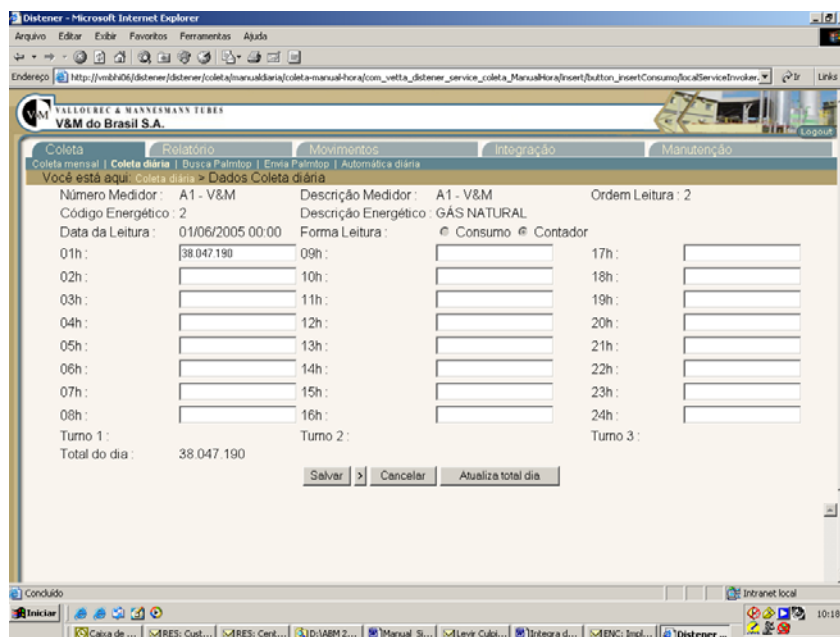 Distener - Microsoft Internet Explorer
Arquivo Editar Exibir Favoritos Ferramentas Ajuda
Endereço http://vmbhi06/distener/distener/coleta/manualdiaria/coleta-manual-hora/com_vetta_distener_service_coleta_ManualHora/insert/button_insertConsumo/localServiceInvoker. Ir Links
V&M VALLOUREC & MANNESMANN TUBES
V&M do Brasil S.A.
Logout
Coleta Relatório Movimentos Integração Manutenção
Coleta mensal | Coleta diária | Busca Palmtop | Envia Palmtop | Automática diária
Você está aqui: Coleta diária > Dados Coleta diária
Número Medidor : A1 - V&M Descrição Medidor : A1 - V&M Ordem Leitura : 2
Código Energético : 2 Descrição Energético : GÁS NATURAL
Data da Leitura : 01/06/2005 00:00 Forma Leitura : Consumo Contador
01h : 38.047.190 09h : 17h :
02h : 10h : 18h :
03h : 11h : 19h :
04h : 12h : 20h :
05h : 13h : 21h :
06h : 14h : 22h :
07h : 15h : 23h :
08h : 16h : 24h :
Turno 1 : Turno 2 : Turno 3 :
Total do dia : 38.047.190
Salvar > Cancelar Atualiza total dia
Concluído Intranet local
Iniciar 10:18
Caixa de ... RES: Cust... RES: Cent... D:\ABM 2... Manual Si... Levir Culpi... Integra d... ENC: Impl... Distener ...